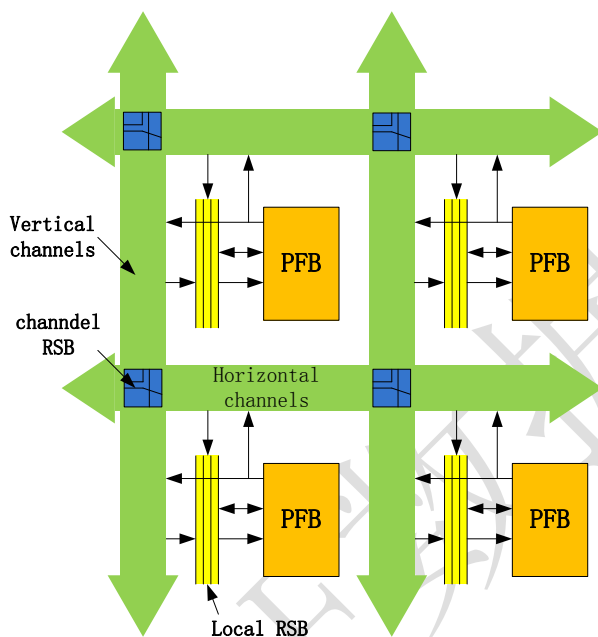 Vertical
channels
PFB
PFB
channdel
RSB
Horizontal
channels
PFB
PFB
Local RSB